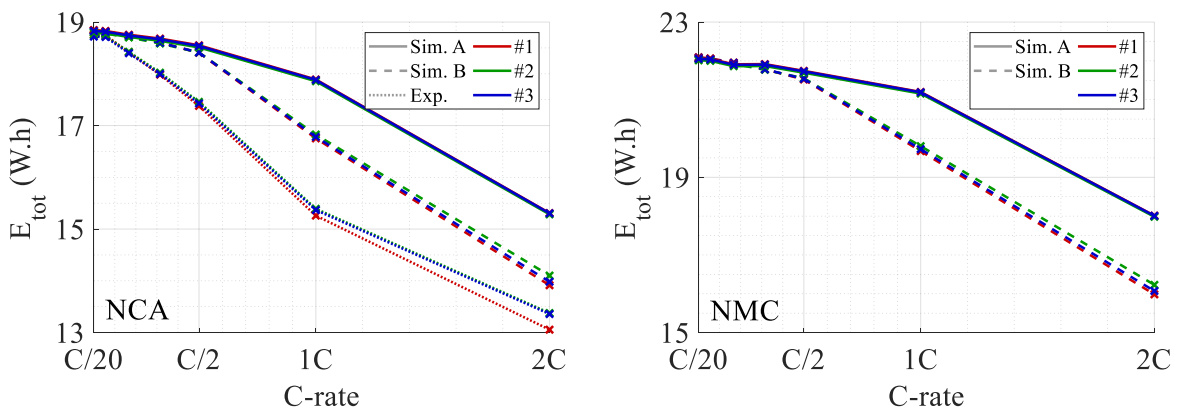 19
17
15
13
E_tot (W.h)
Sim. A #1
Sim. B #2
Exp. #3
NCA
C/20 C/2 1C 2C
C-rate
23
19
15
E_tot (W.h)
Sim. A #1
Sim. B #2
#3
NMC
C/20 C/2 1C 2C
C-rate